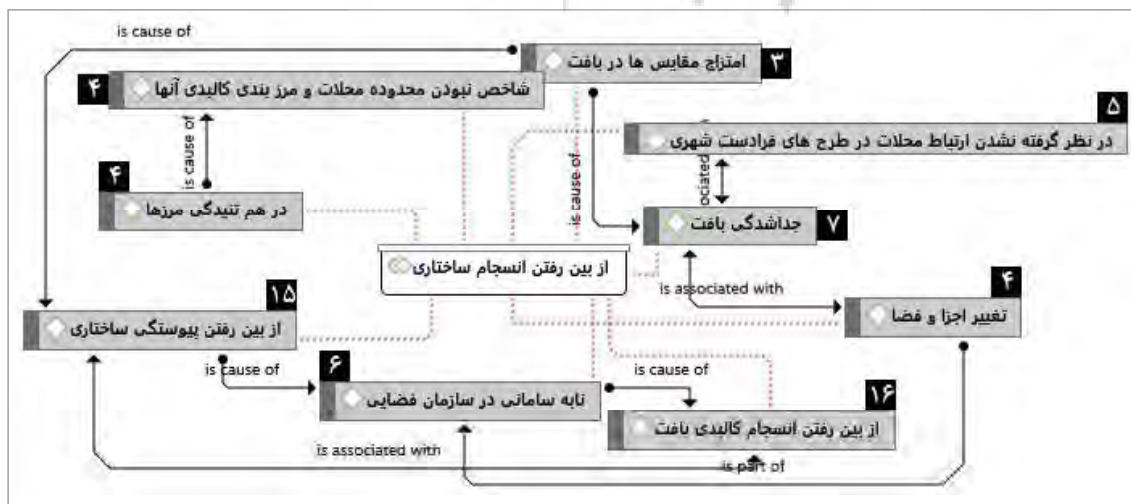 is cause of
امتزاج مقایس ها در بافت
۳
شاخص نبودن محدوده محلات و مرز بندی کالبدی آنها
۴
۵
در نظر گرفته نشدن ارتباط محلات در طرح های فرادست شهری
is cause of
is cause of
در هم تنیدگی مرزها
۴
جداشدگی بافت
۷
از بین رفتن انسجام ساختاری
is associated with
۴
تغییر اجزا و فضا
۱۵
از بین رفتن پیوستگی ساختاری
is cause of
۶
نابه سامانی در سازمان فضایی
is cause of
۱۶
از بین رفتن انسجام کالبدی بافت
is associated with
is part of